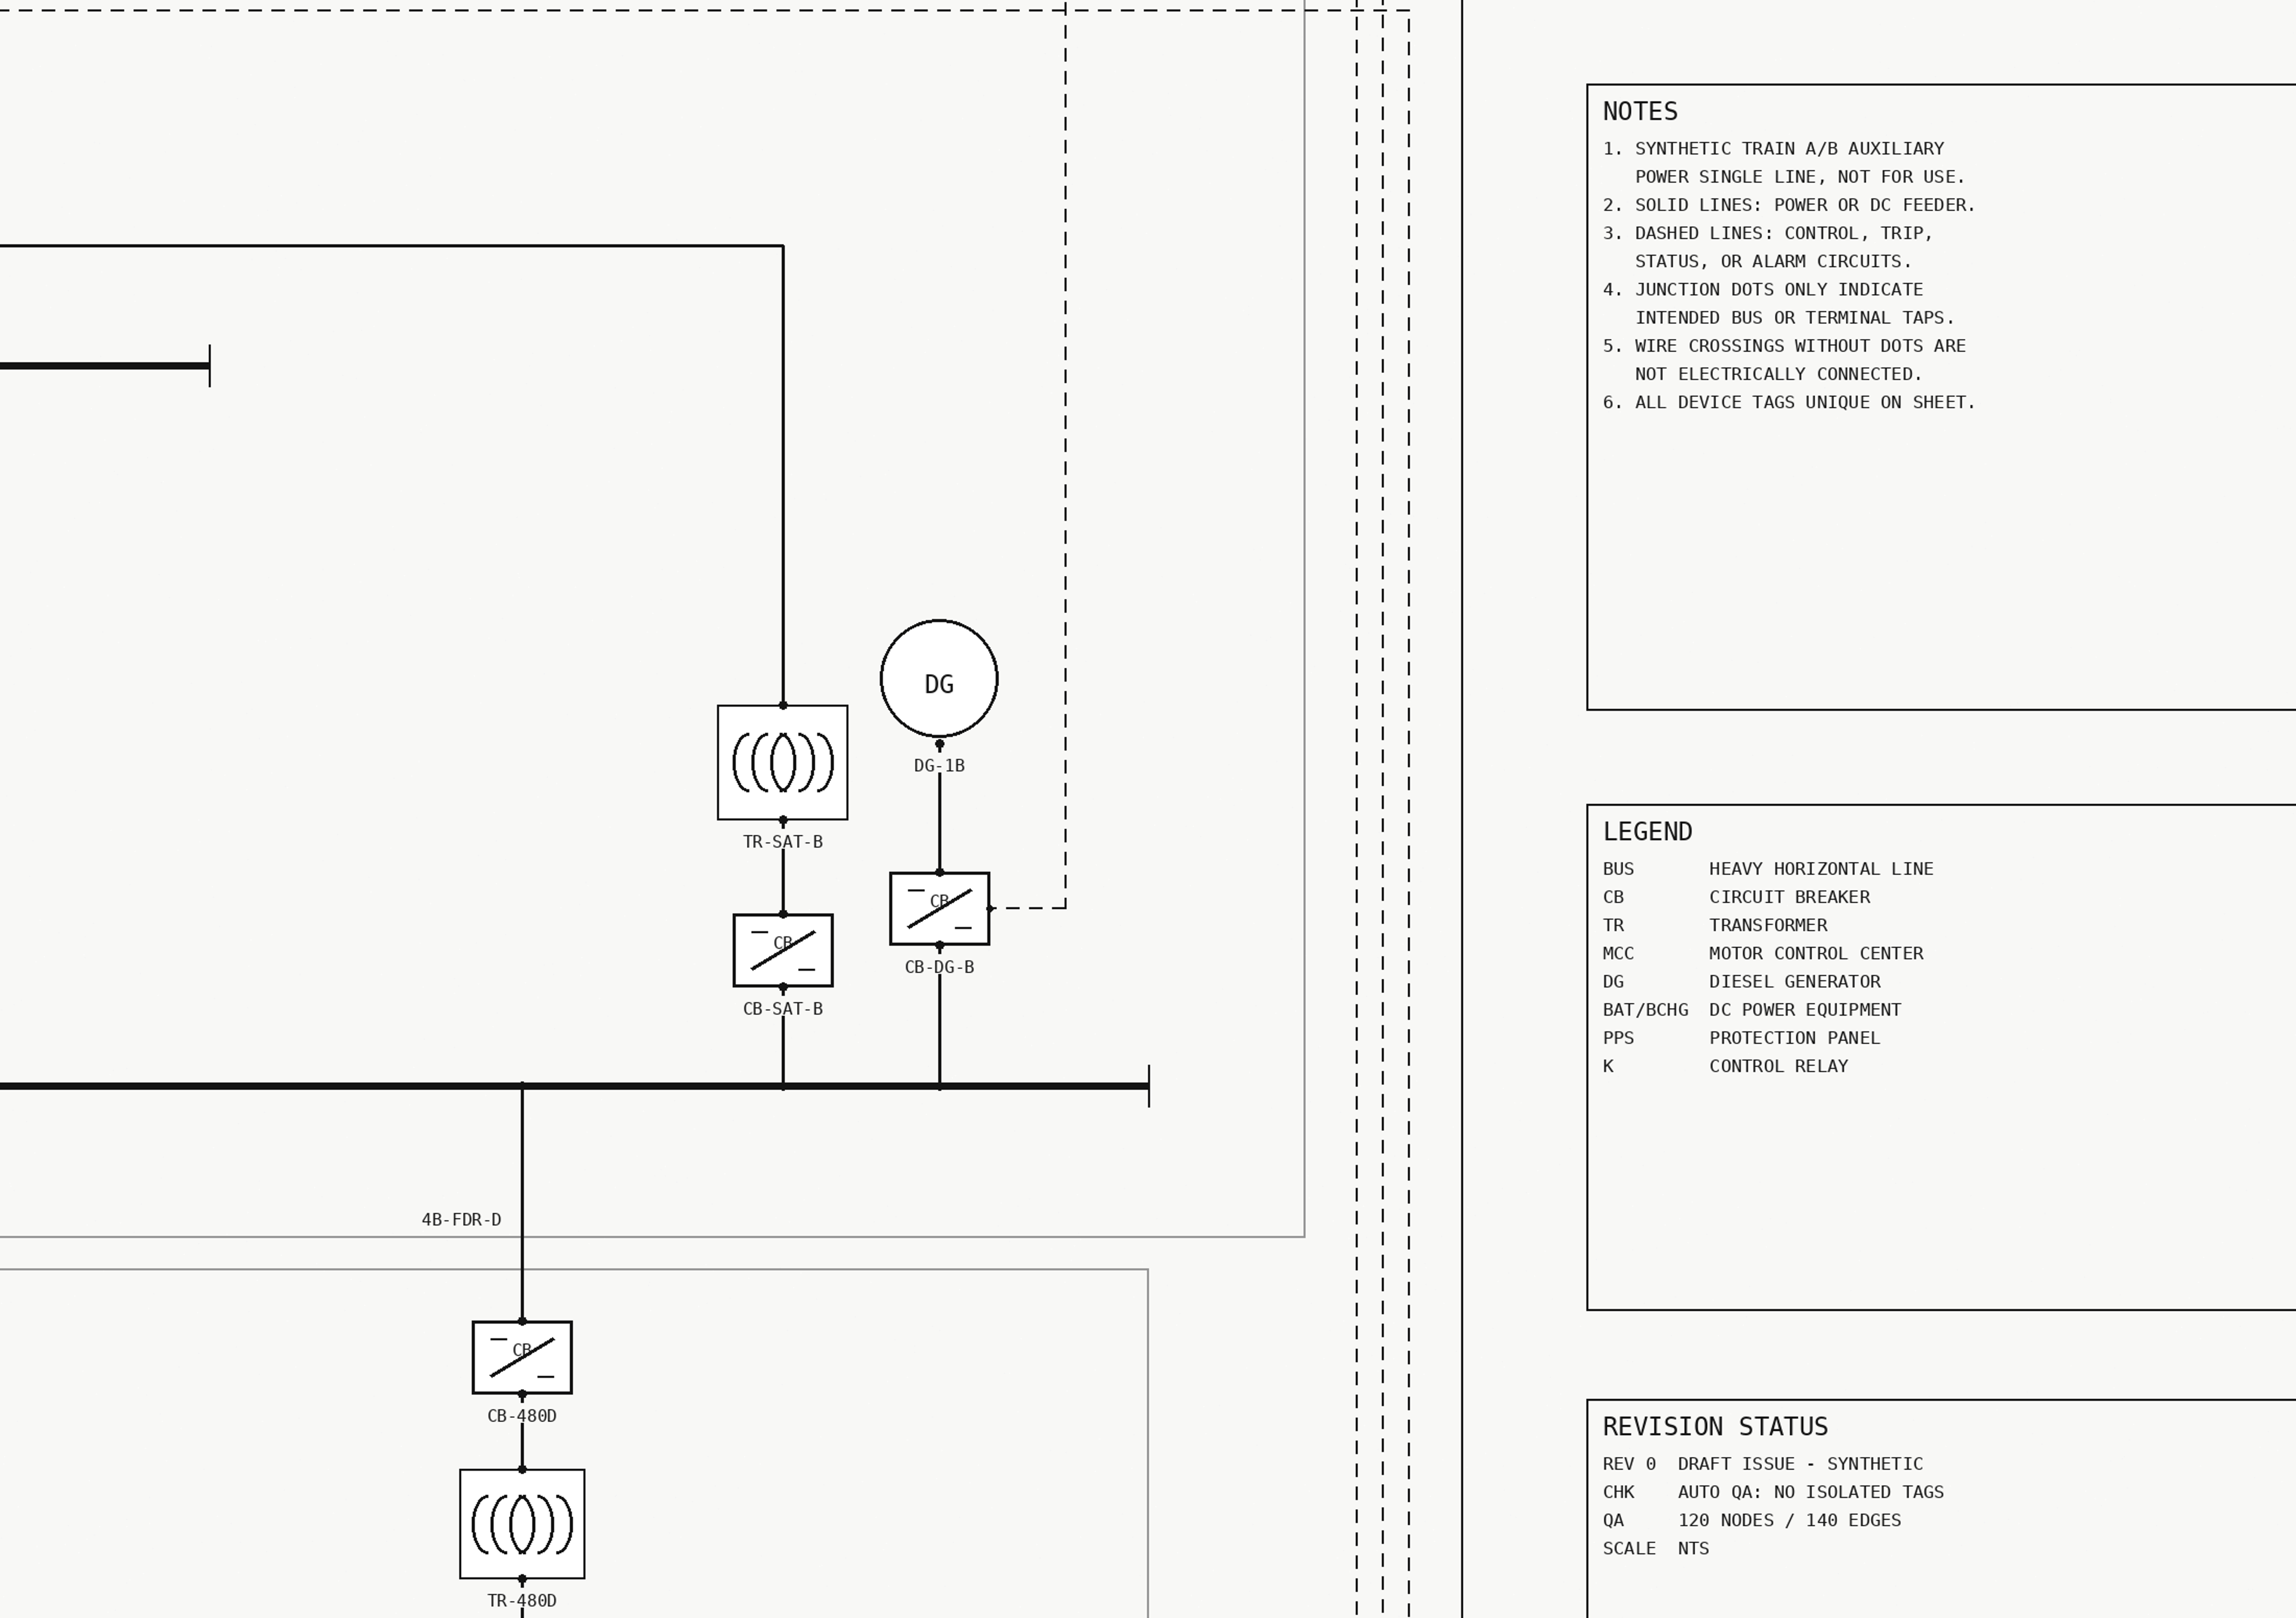 DG
DG-1B
TR-SAT-B
CB
CB-DG-B
CB
CB-SAT-B
4B-FDR-D
CB
CB-480D
TR-480D
NOTES
1. SYNTHETIC TRAIN A/B AUXILIARY
POWER SINGLE LINE, NOT FOR USE.
2. SOLID LINES: POWER OR DC FEEDER.
3. DASHED LINES: CONTROL, TRIP,
STATUS, OR ALARM CIRCUITS.
4. JUNCTION DOTS ONLY INDICATE
INTENDED BUS OR TERMINAL TAPS.
5. WIRE CROSSINGS WITHOUT DOTS ARE
NOT ELECTRICALLY CONNECTED.
6. ALL DEVICE TAGS UNIQUE ON SHEET.
LEGEND
BUS HEAVY HORIZONTAL LINE
CB CIRCUIT BREAKER
TR TRANSFORMER
MCC MOTOR CONTROL CENTER
DG DIESEL GENERATOR
BAT/BCHG DC POWER EQUIPMENT
PPS PROTECTION PANEL
K CONTROL RELAY
REVISION STATUS
REV 0 DRAFT ISSUE - SYNTHETIC
CHK AUTO QA: NO ISOLATED TAGS
QA 120 NODES / 140 EDGES
SCALE NTS